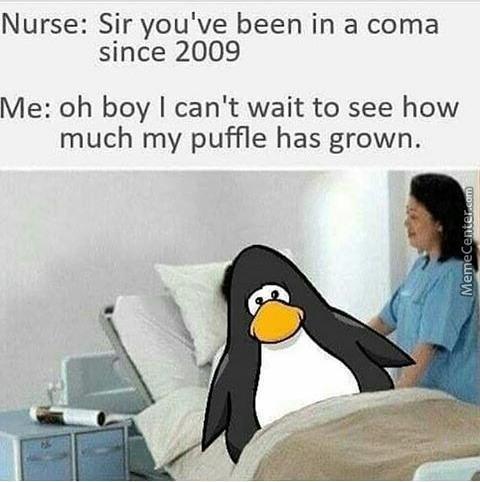 Nurse: Sir you've been in a coma
since 2009
Me: oh boy I can't wait to see how
much my puffle has grown.
MemeCenter.com